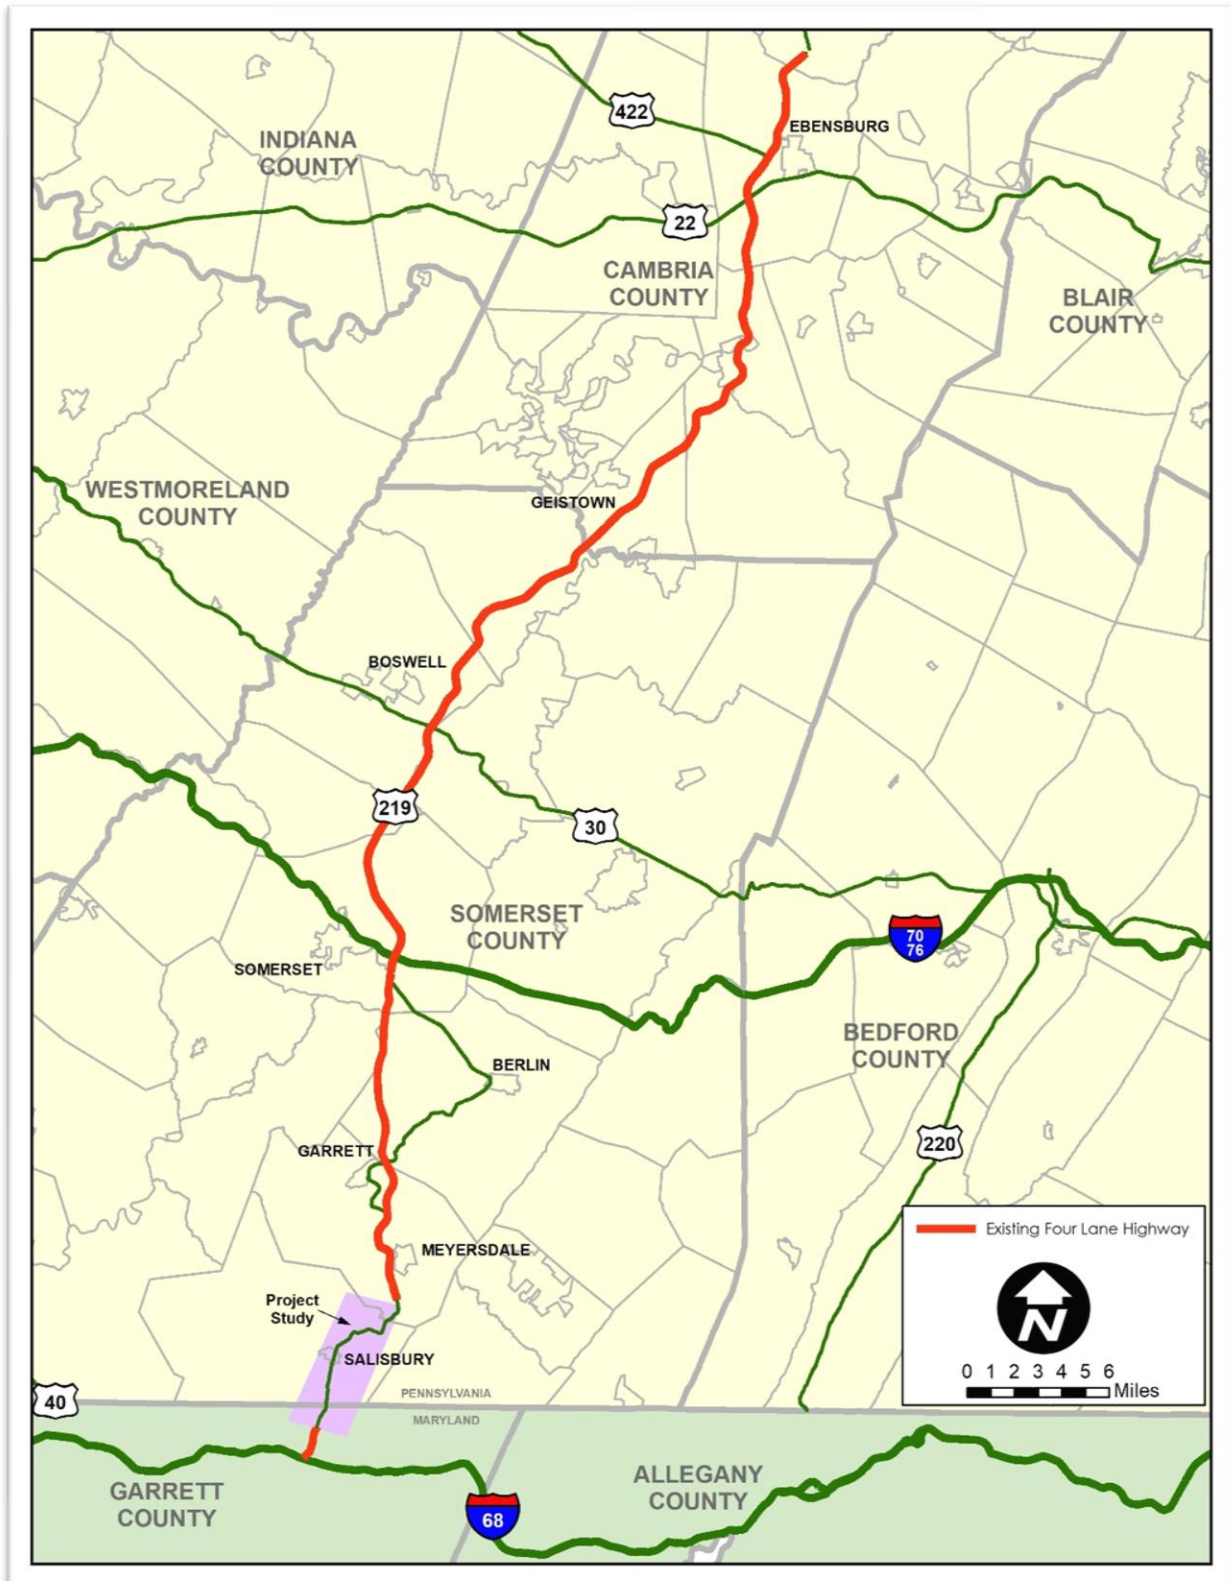 422
EBENSBURG
INDIANA
COUNTY
22
CAMBRIA
COUNTY
BLAIR
COUNTY
WESTMORELAND
COUNTY
GEISTOWN
BOSWELL
219
30
SOMERSET
COUNTY
70
76
SOMERSET
BEDFORD
COUNTY
BERLIN
220
GARRETT
Existing Four Lane Highway
MEYERSDALE
Project
Study
N
SALISBURY
0 1 2 3 4 5 6
Miles
40
PENNSYLVANIA
MARYLAND
GARRETT
COUNTY
ALLEGANY
COUNTY
68